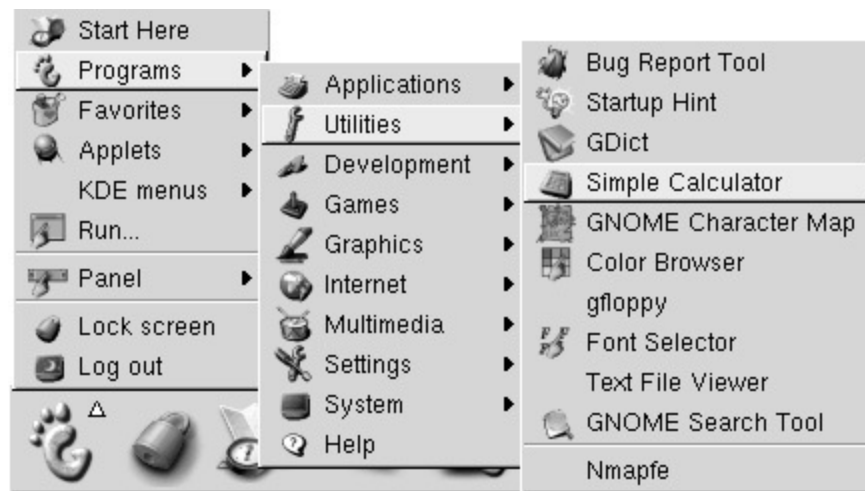 Start Here
Programs
Favorites
Applets
KDE menus
Run...
Panel
Lock screen
Log out
Applications
Utilities
Development
Games
Graphics
Internet
Multimedia
Settings
System
Help
Bug Report Tool
Startup Hint
GDict
Simple Calculator
GNOME Character Map
Color Browser
gfloppy
Font Selector
Text File Viewer
GNOME Search Tool
Nmapfe